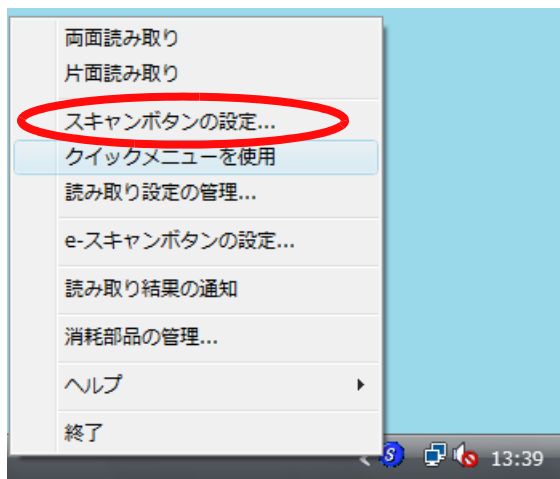 両面読み取り
片面読み取り
スキャンボタンの設定...
クイックメニューを使用
読み取り設定の管理...
e-スキャンボタンの設定...
読み取り結果の通知
消耗部品の管理...
ヘルプ
終了
S
13:39